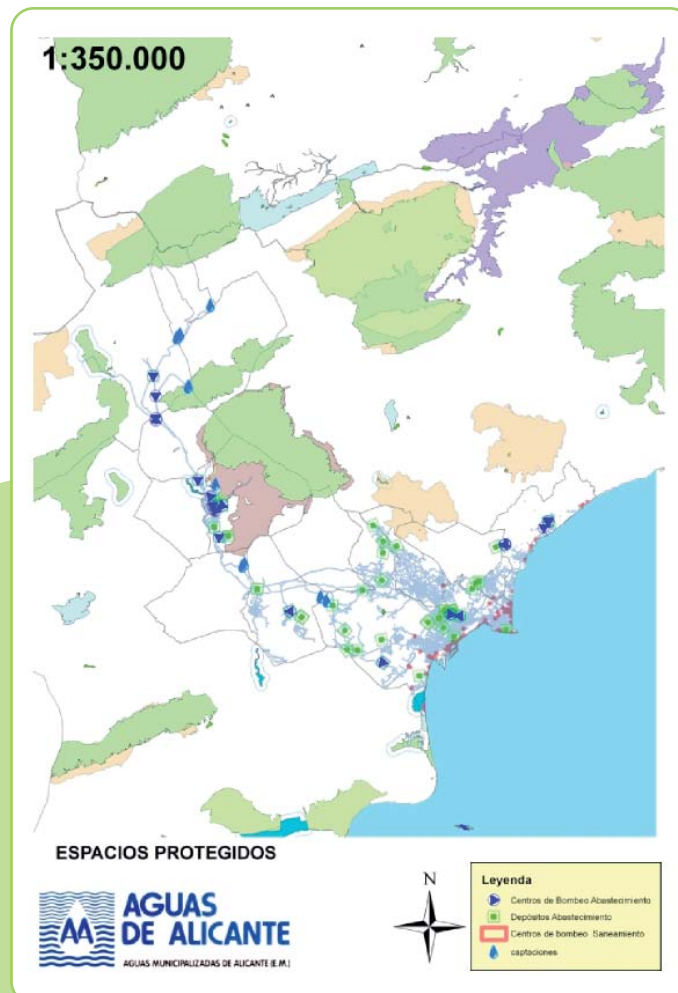 1:350.000
ESPACIOS PROTEGIDOS
AA
AGUAS
DE ALICANTE
AGUAS MUNICIPALIZADAS DE ALICANTE (E.M.)
N
Leyenda
Centros de Bombeo Abastecimiento
Depósitos Abastecimiento
Centros de bombeo Saneamiento
captaciones